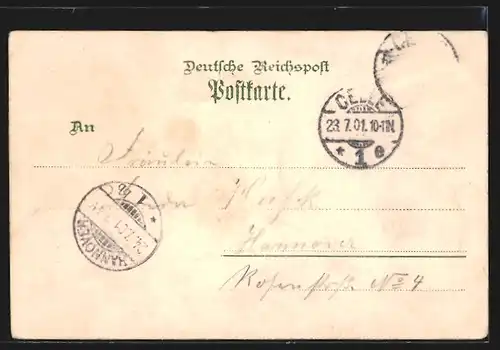 Deutsche Reichspost
Postkarte.
CELLE
23 7.01. 10-11N.
* 1 e
An
Fräulein
HANNOVER
Hannover
Rosenstr. No 4